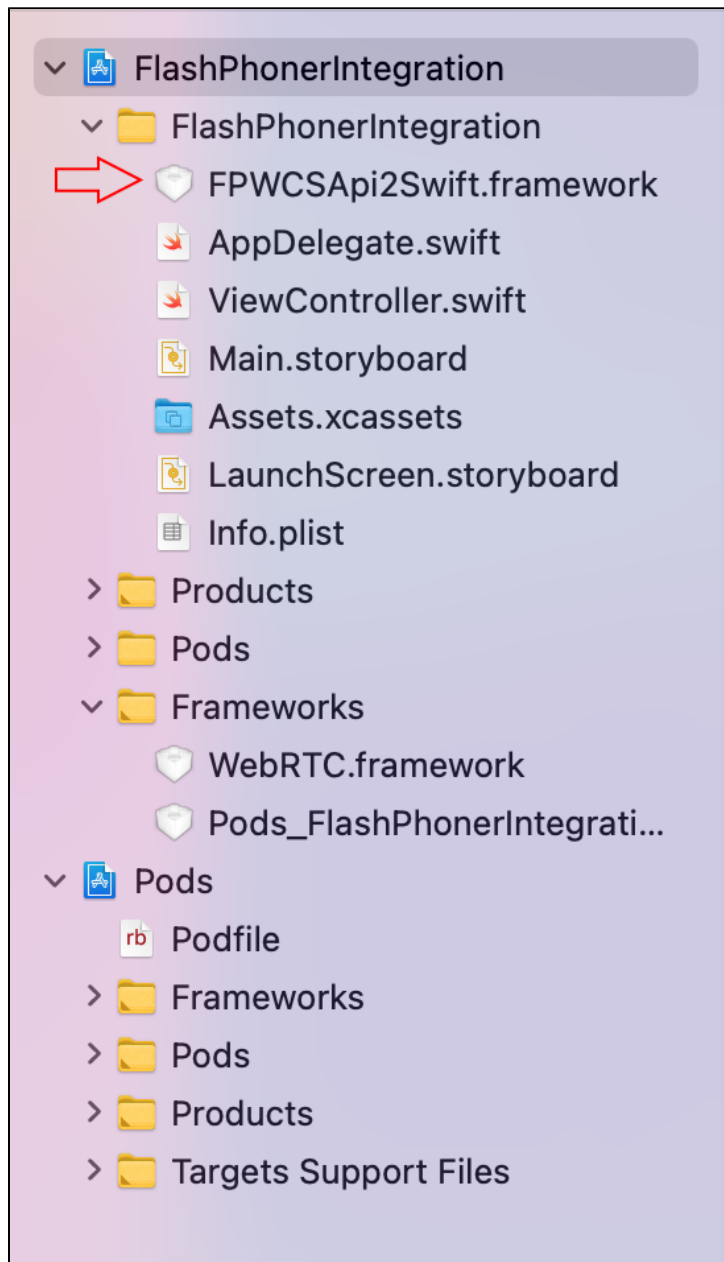 FlashPhonerIntegration
FlashPhonerIntegration
FPWCSApi2Swift.framework
AppDelegate.swift
ViewController.swift
Main.storyboard
Assets.xcassets
LaunchScreen.storyboard
Info.plist
Products
Pods
Frameworks
WebRTC.framework
Pods_FlashPhonerIntegrati...
Pods
rb Podfile
Frameworks
Pods
Products
Targets Support Files